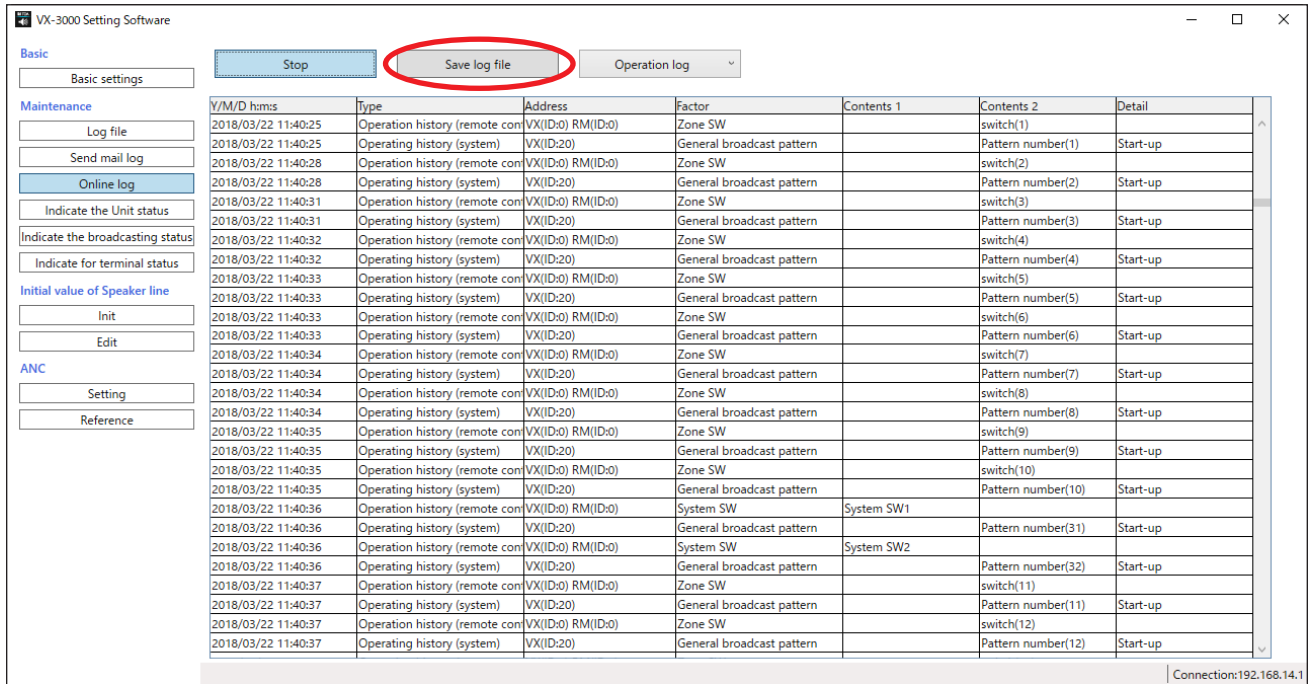 VX-3000 Setting Software
Basic
Basic settings
Maintenance
Log file
Send mail log
Online log
Indicate the Unit status
Indicate the broadcasting status
Indicate for terminal status
Initial value of Speaker line
Init
Edit
ANC
Setting
Reference
Stop Save log file Operation log
Y/M/D h:m:s Type Address Factor Contents 1 Contents 2 Detail
2018/03/22 11:40:25 Operation history (remote con VX(ID:0) RM(ID:0) Zone SW switch(1)
2018/03/22 11:40:25 Operating history (system) VX(ID:20) General broadcast pattern Pattern number(1) Start-up
2018/03/22 11:40:28 Operation history (remote con VX(ID:0) RM(ID:0) Zone SW switch(2)
2018/03/22 11:40:28 Operating history (system) VX(ID:20) General broadcast pattern Pattern number(2) Start-up
2018/03/22 11:40:31 Operation history (remote con VX(ID:0) RM(ID:0) Zone SW switch(3)
2018/03/22 11:40:31 Operating history (system) VX(ID:20) General broadcast pattern Pattern number(3) Start-up
2018/03/22 11:40:32 Operation history (remote con VX(ID:0) RM(ID:0) Zone SW switch(4)
2018/03/22 11:40:32 Operating history (system) VX(ID:20) General broadcast pattern Pattern number(4) Start-up
2018/03/22 11:40:33 Operation history (remote con VX(ID:0) RM(ID:0) Zone SW switch(5)
2018/03/22 11:40:33 Operating history (system) VX(ID:20) General broadcast pattern Pattern number(5) Start-up
2018/03/22 11:40:33 Operation history (remote con VX(ID:0) RM(ID:0) Zone SW switch(6)
2018/03/22 11:40:33 Operating history (system) VX(ID:20) General broadcast pattern Pattern number(6) Start-up
2018/03/22 11:40:34 Operation history (remote con VX(ID:0) RM(ID:0) Zone SW switch(7)
2018/03/22 11:40:34 Operating history (system) VX(ID:20) General broadcast pattern Pattern number(7) Start-up
2018/03/22 11:40:34 Operation history (remote con VX(ID:0) RM(ID:0) Zone SW switch(8)
2018/03/22 11:40:34 Operating history (system) VX(ID:20) General broadcast pattern Pattern number(8) Start-up
2018/03/22 11:40:35 Operation history (remote con VX(ID:0) RM(ID:0) Zone SW switch(9)
2018/03/22 11:40:35 Operating history (system) VX(ID:20) General broadcast pattern Pattern number(9) Start-up
2018/03/22 11:40:35 Operation history (remote con VX(ID:0) RM(ID:0) Zone SW switch(10)
2018/03/22 11:40:35 Operating history (system) VX(ID:20) General broadcast pattern Pattern number(10) Start-up
2018/03/22 11:40:36 Operation history (remote con VX(ID:0) RM(ID:0) System SW System SW1
2018/03/22 11:40:36 Operating history (system) VX(ID:20) General broadcast pattern Pattern number(31) Start-up
2018/03/22 11:40:36 Operation history (remote con VX(ID:0) RM(ID:0) System SW System SW2
2018/03/22 11:40:36 Operating history (system) VX(ID:20) General broadcast pattern Pattern number(32) Start-up
2018/03/22 11:40:37 Operation history (remote con VX(ID:0) RM(ID:0) Zone SW switch(11)
2018/03/22 11:40:37 Operating history (system) VX(ID:20) General broadcast pattern Pattern number(11) Start-up
2018/03/22 11:40:37 Operation history (remote con VX(ID:0) RM(ID:0) Zone SW switch(12)
2018/03/22 11:40:37 Operating history (system) VX(ID:20) General broadcast pattern Pattern number(12) Start-up
Connection:192.168.14.1